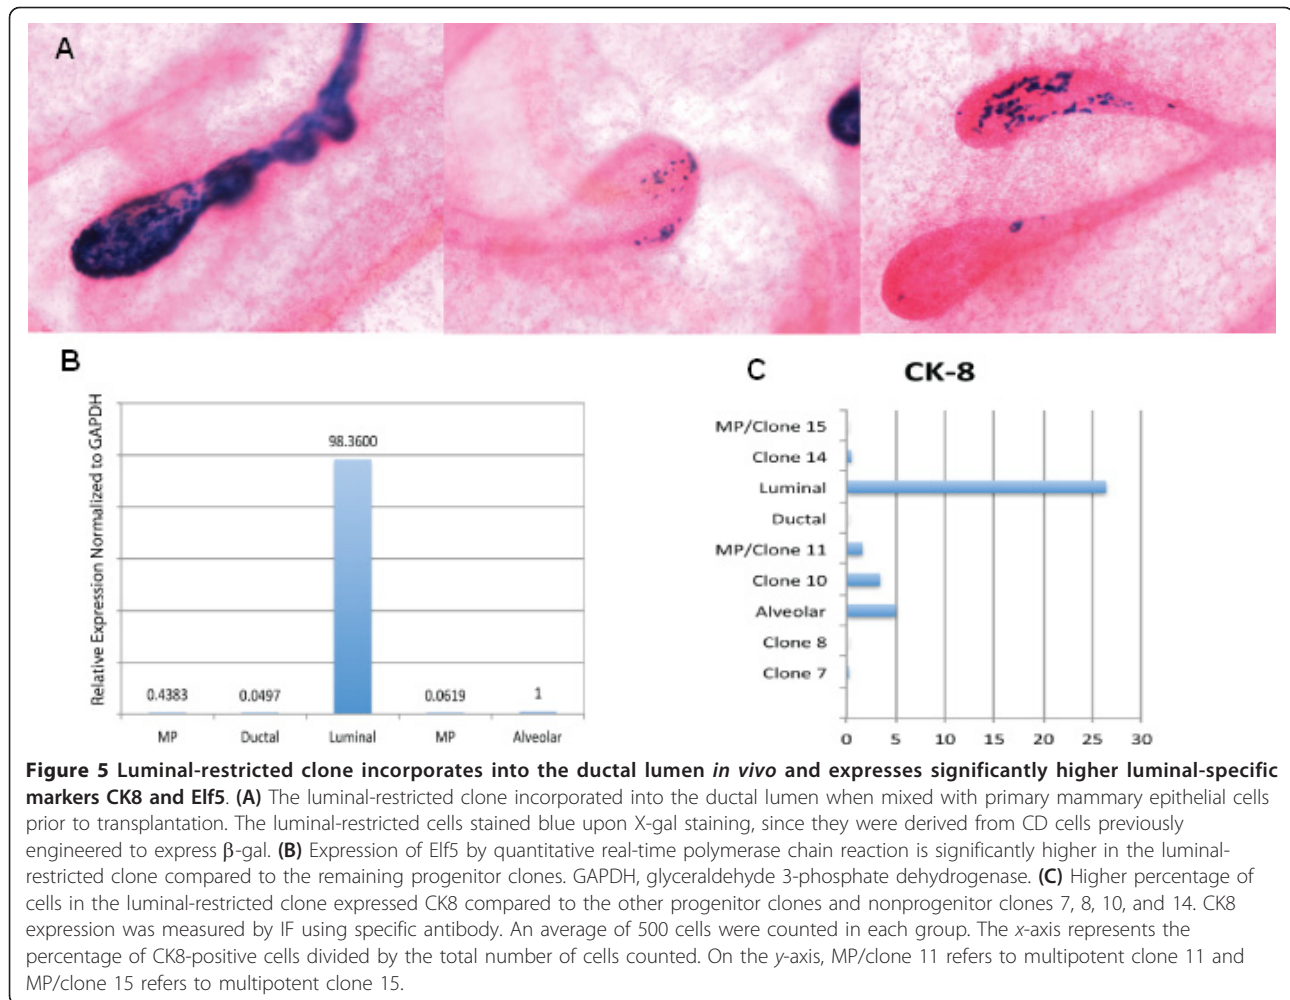 A
B
Relative Expression Normalized to GAPDH
98.3600
0.4383
0.0497
0.0619
1
MP
Ductal
Luminal
MP
Alveolar
C
CK-8
MP/Clone 15
Clone 14
Luminal
Ductal
MP/Clone 11
Clone 10
Alveolar
Clone 8
Clone 7
0 5 10 15 20 25 30
Figure 5 Luminal-restricted clone incorporates into the ductal lumen in vivo and expresses significantly higher luminal-specific
markers CK8 and Elf5. (A) The luminal-restricted clone incorporated into the ductal lumen when mixed with primary mammary epithelial cells
prior to transplantation. The luminal-restricted cells stained blue upon X-gal staining, since they were derived from CD cells previously
engineered to express β-gal. (B) Expression of Elf5 by quantitative real-time polymerase chain reaction is significantly higher in the luminal-
restricted clone compared to the remaining progenitor clones. GAPDH, glyceraldehyde 3-phosphate dehydrogenase. (C) Higher percentage of
cells in the luminal-restricted clone expressed CK8 compared to the other progenitor clones and nonprogenitor clones 7, 8, 10, and 14. CK8
expression was measured by IF using specific antibody. An average of 500 cells were counted in each group. The x-axis represents the
percentage of CK8-positive cells divided by the total number of cells counted. On the y-axis, MP/clone 11 refers to multipotent clone 11 and
MP/clone 15 refers to multipotent clone 15.